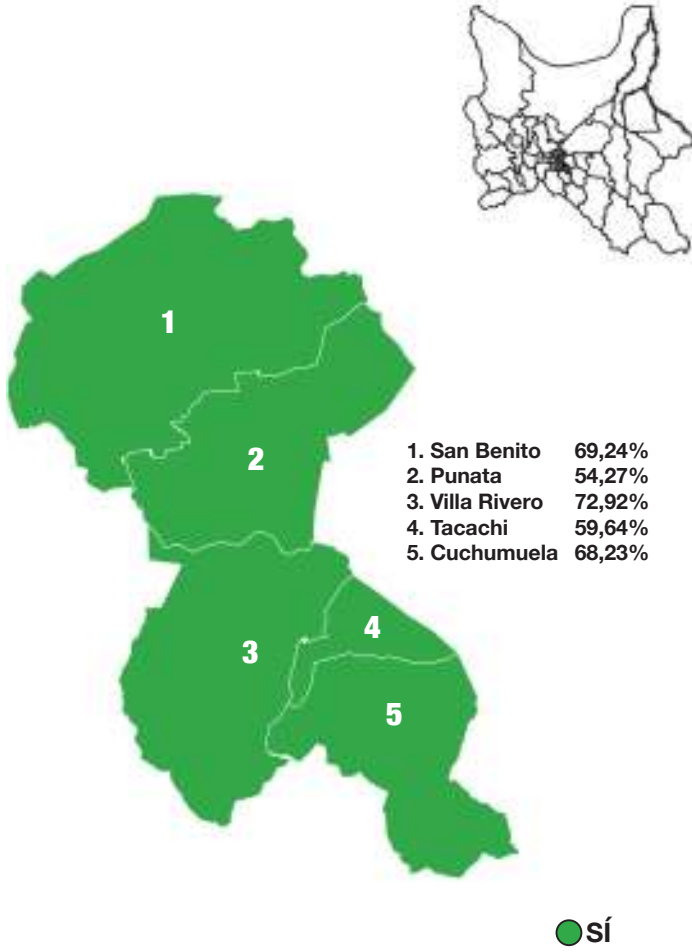 1
2
1. San Benito 69,24%
2. Punata 54,27%
3. Villa Rivero 72,92%
4. Tacachi 59,64%
5. Cuchumuela 68,23%
4
3
5
SÍ